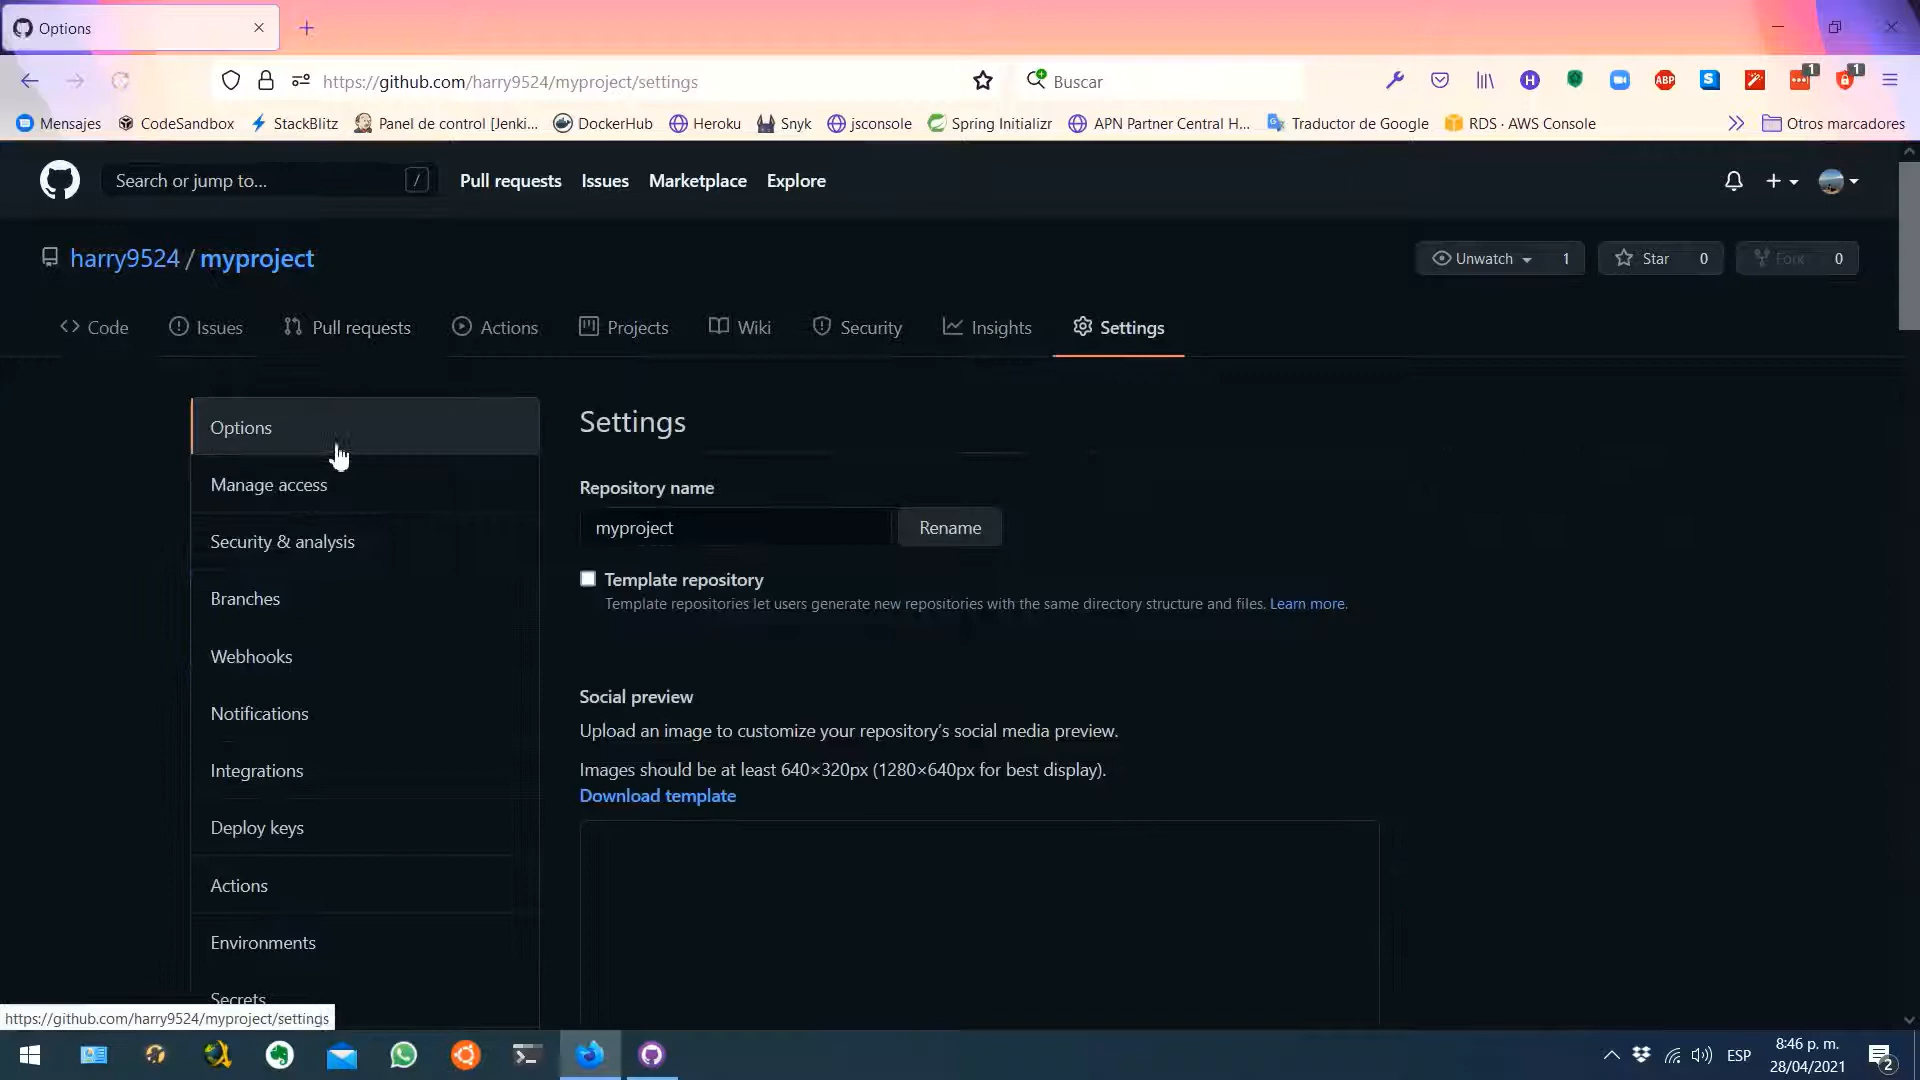 Options
https://github.com/harry9524/myproject/settings
Buscar
1
1
Mensajes
CodeSandbox
StackBlitz
Panel de control [Jenki...
DockerHub
Heroku
Snyk
jsconsole
Spring Initializr
APN Partner Central H...
Traductor de Google
RDS · AWS Console
Otros marcadores
Search or jump to...
/
Pull requests
Issues
Marketplace
Explore
harry9524 / myproject
Unwatch 1
Star 0
Fork 0
Code
Issues
Pull requests
Actions
Projects
Wiki
Security
Insights
Settings
Options
Manage access
Security & analysis
Branches
Webhooks
Notifications
Integrations
Deploy keys
Actions
Environments
Secrets
Settings
Repository name
myproject
Rename
Template repository
Template repositories let users generate new repositories with the same directory structure and files. Learn more.
Social preview
Upload an image to customize your repository’s social media preview.
Images should be at least 640×320px (1280×640px for best display).
Download template
https://github.com/harry9524/myproject/settings
ESP
8:46 p. m.
28/04/2021
2